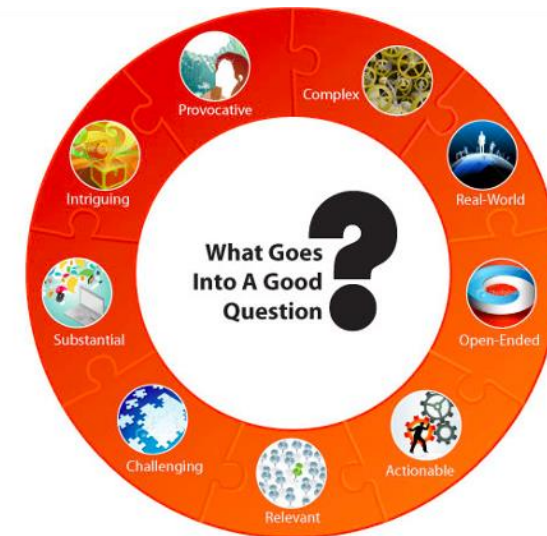 Provocative
Complex
Intriguing
Real-World
What Goes
Into A Good
Question
?
Substantial
Open-Ended
Challenging
Actionable
Relevant